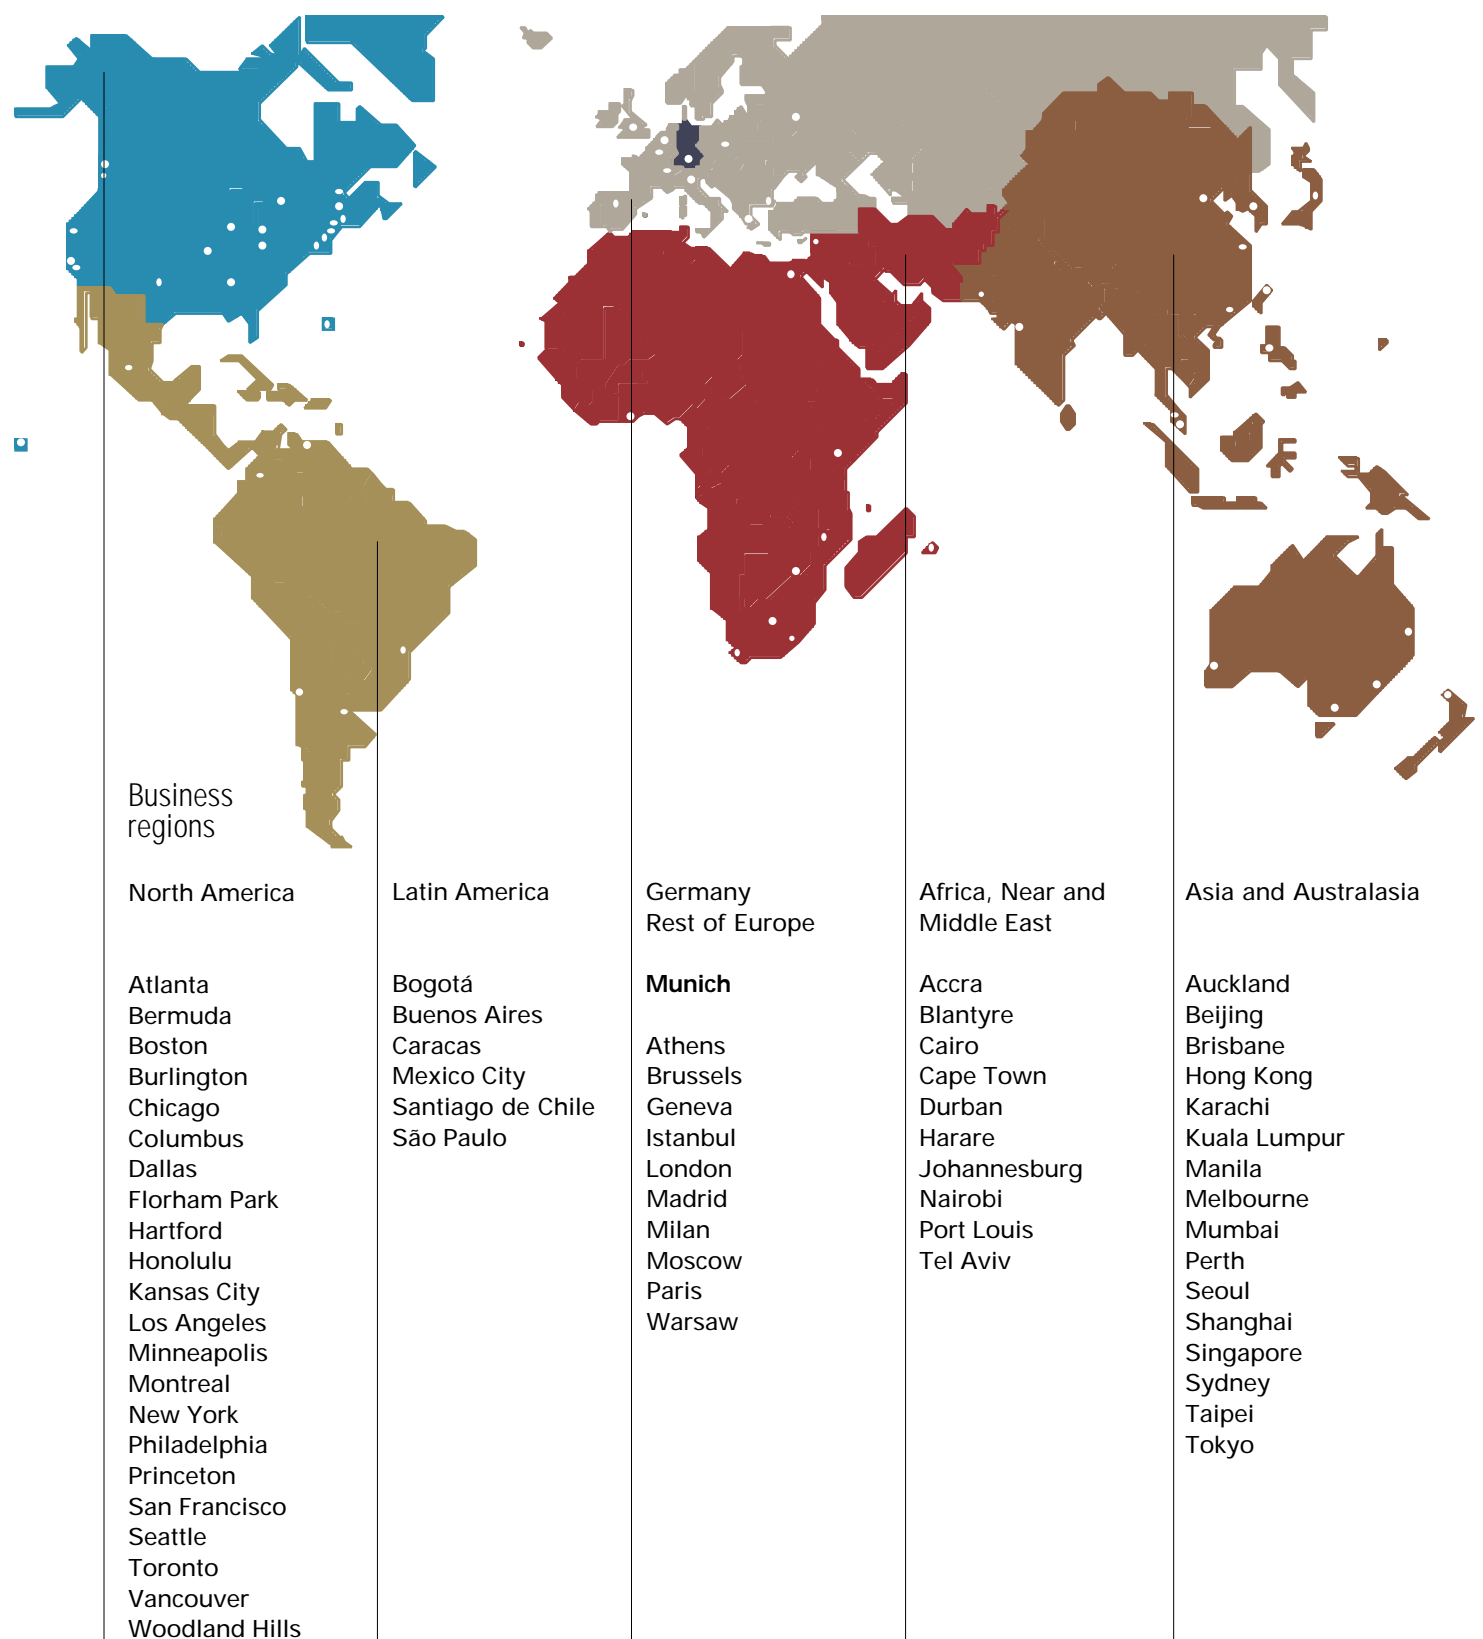 Business
regions
North America
Atlanta
Bermuda
Boston
Burlington
Chicago
Columbus
Dallas
Florham Park
Hartford
Honolulu
Kansas City
Los Angeles
Minneapolis
Montreal
New York
Philadelphia
Princeton
San Francisco
Seattle
Toronto
Vancouver
Woodland Hills
Latin America
Bogotá
Buenos Aires
Caracas
Mexico City
Santiago de Chile
São Paulo
Germany
Rest of Europe
Munich
Athens
Brussels
Geneva
Istanbul
London
Madrid
Milan
Moscow
Paris
Warsaw
Africa, Near and
Middle East
Accra
Blantyre
Cairo
Cape Town
Durban
Harare
Johannesburg
Nairobi
Port Louis
Tel Aviv
Asia and Australasia
Auckland
Beijing
Brisbane
Hong Kong
Karachi
Kuala Lumpur
Manila
Melbourne
Mumbai
Perth
Seoul
Shanghai
Singapore
Sydney
Taipei
Tokyo